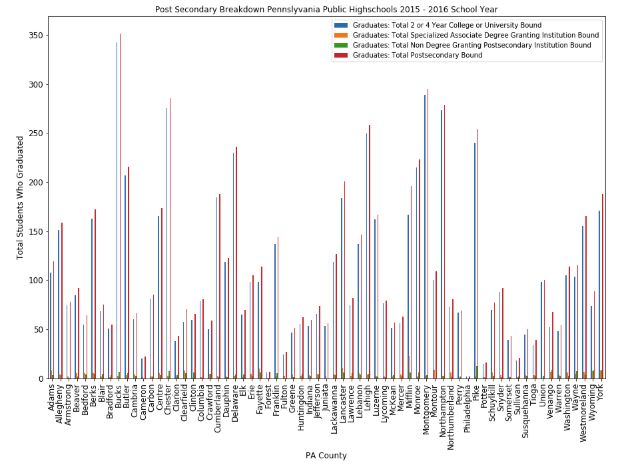 Post Secondary Breakdown Pennslyvania Public Highschools 2015 - 2016 School Year
Graduates: Total 2 or 4 Year College or University Bound
Graduates: Total Specialized Associate Degree Granting Institution Bound
Graduates: Total Non Degree Granting Postsecondary Institution Bound
Graduates: Total Postsecondary Bound
Total Students Who Graduated
350
300
250
200
150
100
50
0
Adams
Allegheny
Armstrong
Beaver
Bedford
Berks
Blair
Bradford
Bucks
Butler
Cambria
Cameron
Carbon
Centre
Chester
Clarion
Clearfield
Clinton
Columbia
Crawford
Cumberland
Dauphin
Delaware
Elk
Erie
Fayette
Forest
Franklin
Fulton
Greene
Huntingdon
Indiana
Jefferson
Juniata
Lackawanna
Lancaster
Lawrence
Lebanon
Lehigh
Luzerne
Lycoming
McKean
Mercer
Mifflin
Monroe
Montgomery
Montour
Northampton
Northumberland
Perry
Philadelphia
Pike
Potter
Schuylkill
Snyder
Somerset
Sullivan
Susquehanna
Tioga
Union
Venango
Warren
Washington
Wayne
Westmoreland
Wyoming
York
PA County